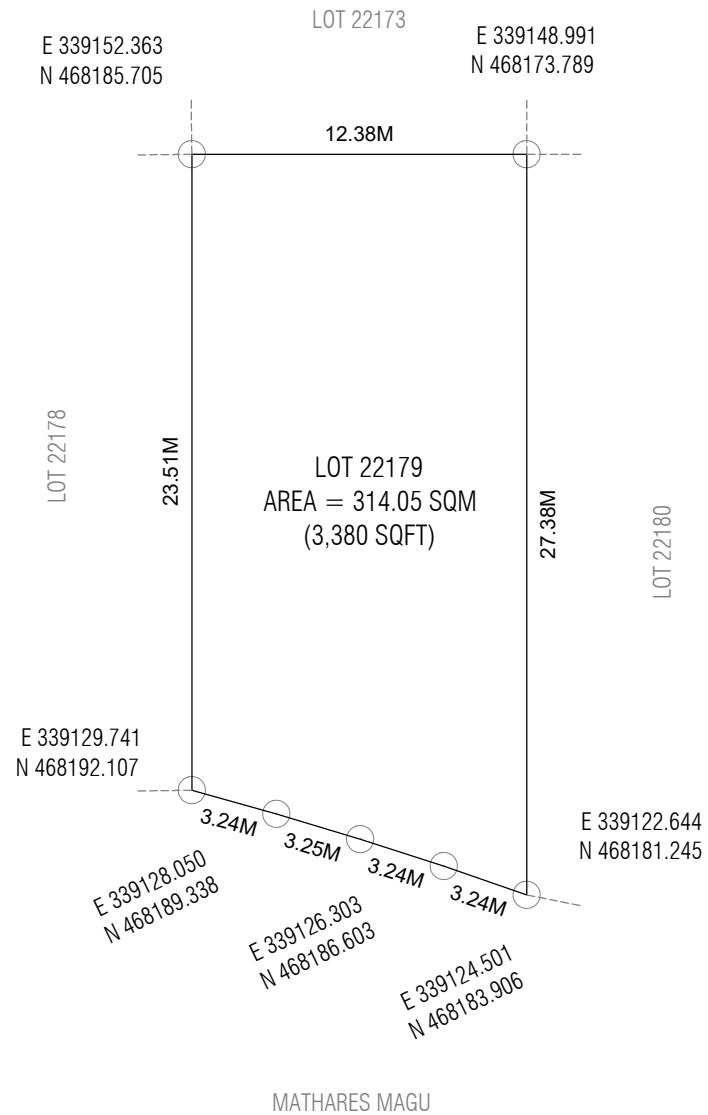 LOT 22173
E 339152.363
N 468185.705
E 339148.991
N 468173.789
12.38M
LOT 22178
23.51M
LOT 22179
AREA = 314.05 SQM
(3,380 SQFT)
27.38M
LOT 22180
E 339129.741
N 468192.107
3.24M
3.25M
3.24M
3.24M
E 339122.644
N 468181.245
E 339128.050
N 468189.338
E 339126.303
N 468186.603
E 339124.501
N 468183.906
MATHARES MAGU